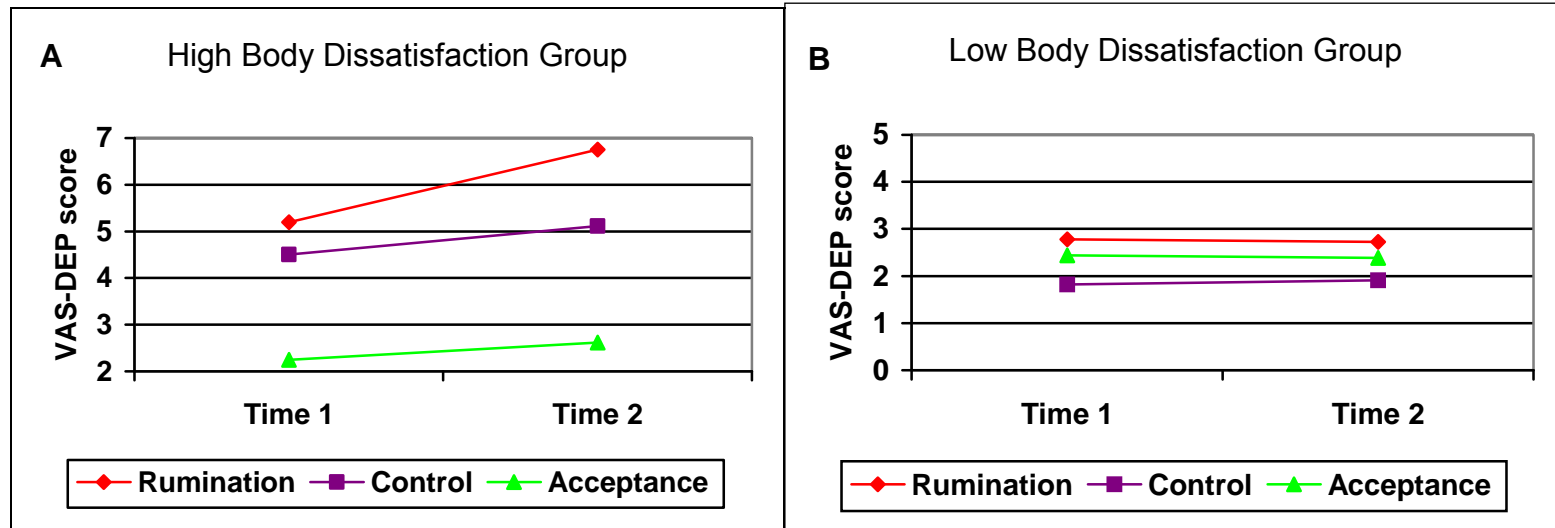 A
High Body Dissatisfaction Group
VAS-DEP score
7
6
5
4
3
2
Time 1 Time 2
Rumination Control Acceptance
B
Low Body Dissatisfaction Group
VAS-DEP score
5
4
3
2
1
0
Time 1 Time 2
Rumination Control Acceptance